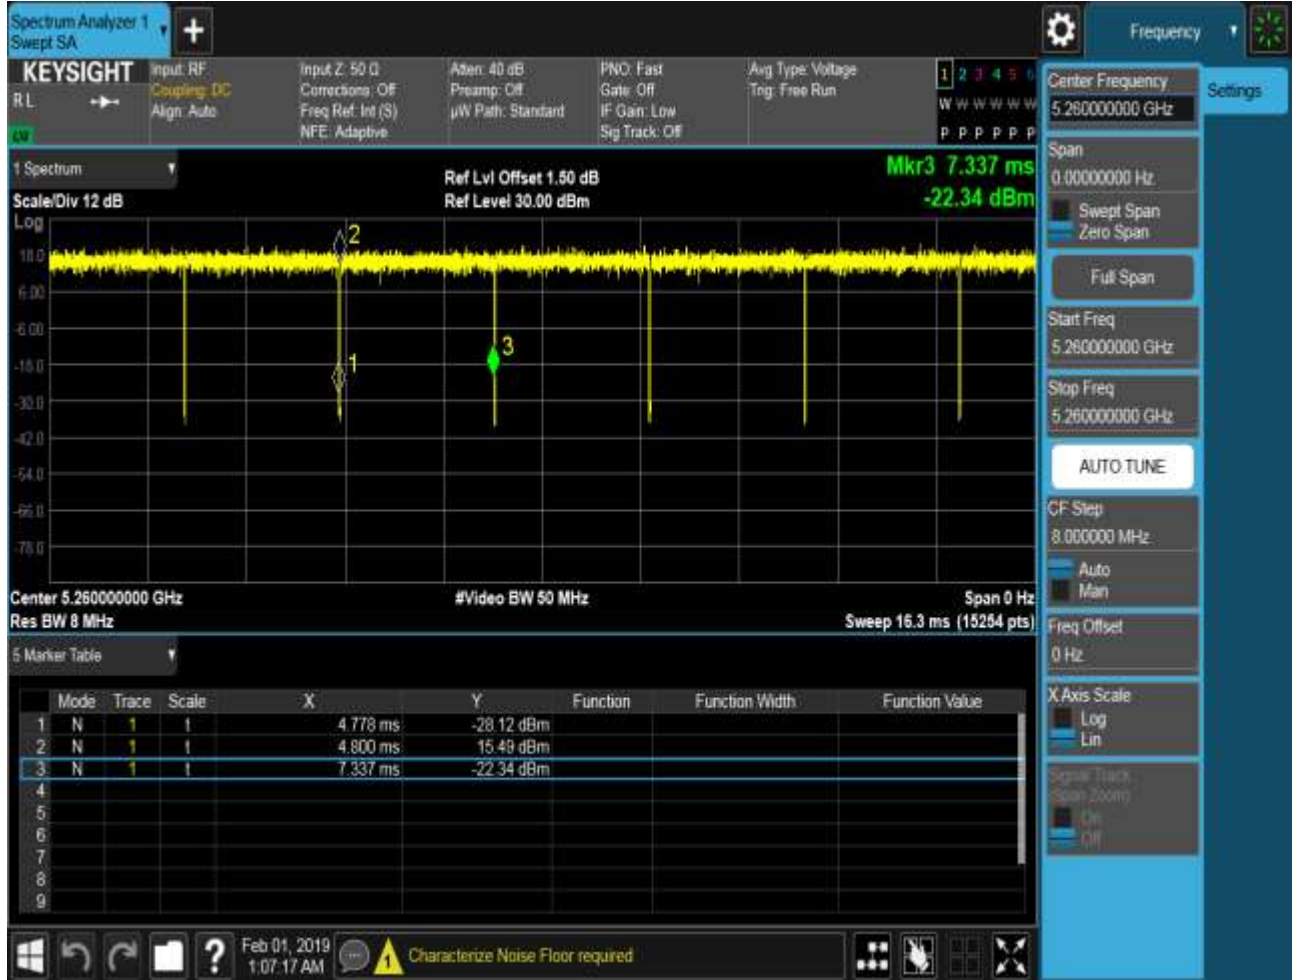 Spectrum Analyzer 1
Swept SA
+
Frequency
KEYSIGHT
RL
Input: RF
Coupling: DC
Align: Auto
Input Z: 50 Ω
Corrections: Off
Freq Ref: Int (S)
NFE: Adaptive
Atten: 40 dB
Preamp: Off
µW Path: Standard
PNO: Fast
Gate: Off
IF Gain: Low
Sig Track: Off
Avg Type: Voltage
Trig: Free Run
1 2 3 4 5 6
W W W W W W
P P P P P P
1 Spectrum
Scale/Div 12 dB
Ref Lvl Offset 1.50 dB
Ref Level 30.00 dBm
Mkr3 7.337 ms
-22.34 dBm
Log
18.0
6.00
-6.00
-18.0
-30.0
-42.0
-54.0
-66.0
-78.0
2
1
3
Center 5.260000000 GHz
#Video BW 50 MHz
Span 0 Hz
Res BW 8 MHz
Sweep 16.3 ms (15254 pts)
5 Marker Table
Mode Trace Scale X Y Function Function Width Function Value
1 N 1 t 4.778 ms -28.12 dBm
2 N 1 t 4.800 ms 15.49 dBm
3 N 1 t 7.337 ms -22.34 dBm
4
5
6
7
8
9
Feb 01, 2019
1:07:17 AM
1
Characterize Noise Floor required
Center Frequency
5.260000000 GHz
Settings
Span
0.00000000 Hz
Swept Span
Zero Span
Full Span
Start Freq
5.260000000 GHz
Stop Freq
5.260000000 GHz
AUTO TUNE
CF Step
8.000000 MHz
Auto
Man
Freq Offset
0 Hz
X Axis Scale
Log
Lin
Signal Track
(Span Zoom)
On
Off